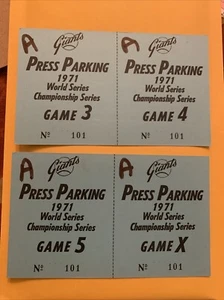 A Giants
PRESS PARKING
1971
World Series
Championship Series
GAME 3
Nº 101
A Giants
PRESS PARKING
1971
World Series
Championship Series
GAME 4
Nº 101
A Giants
PRESS PARKING
1971
World Series
Championship Series
GAME 5
Nº 101
A Giants
PRESS PARKING
1971
World Series
Championship Series
GAME X
Nº 101